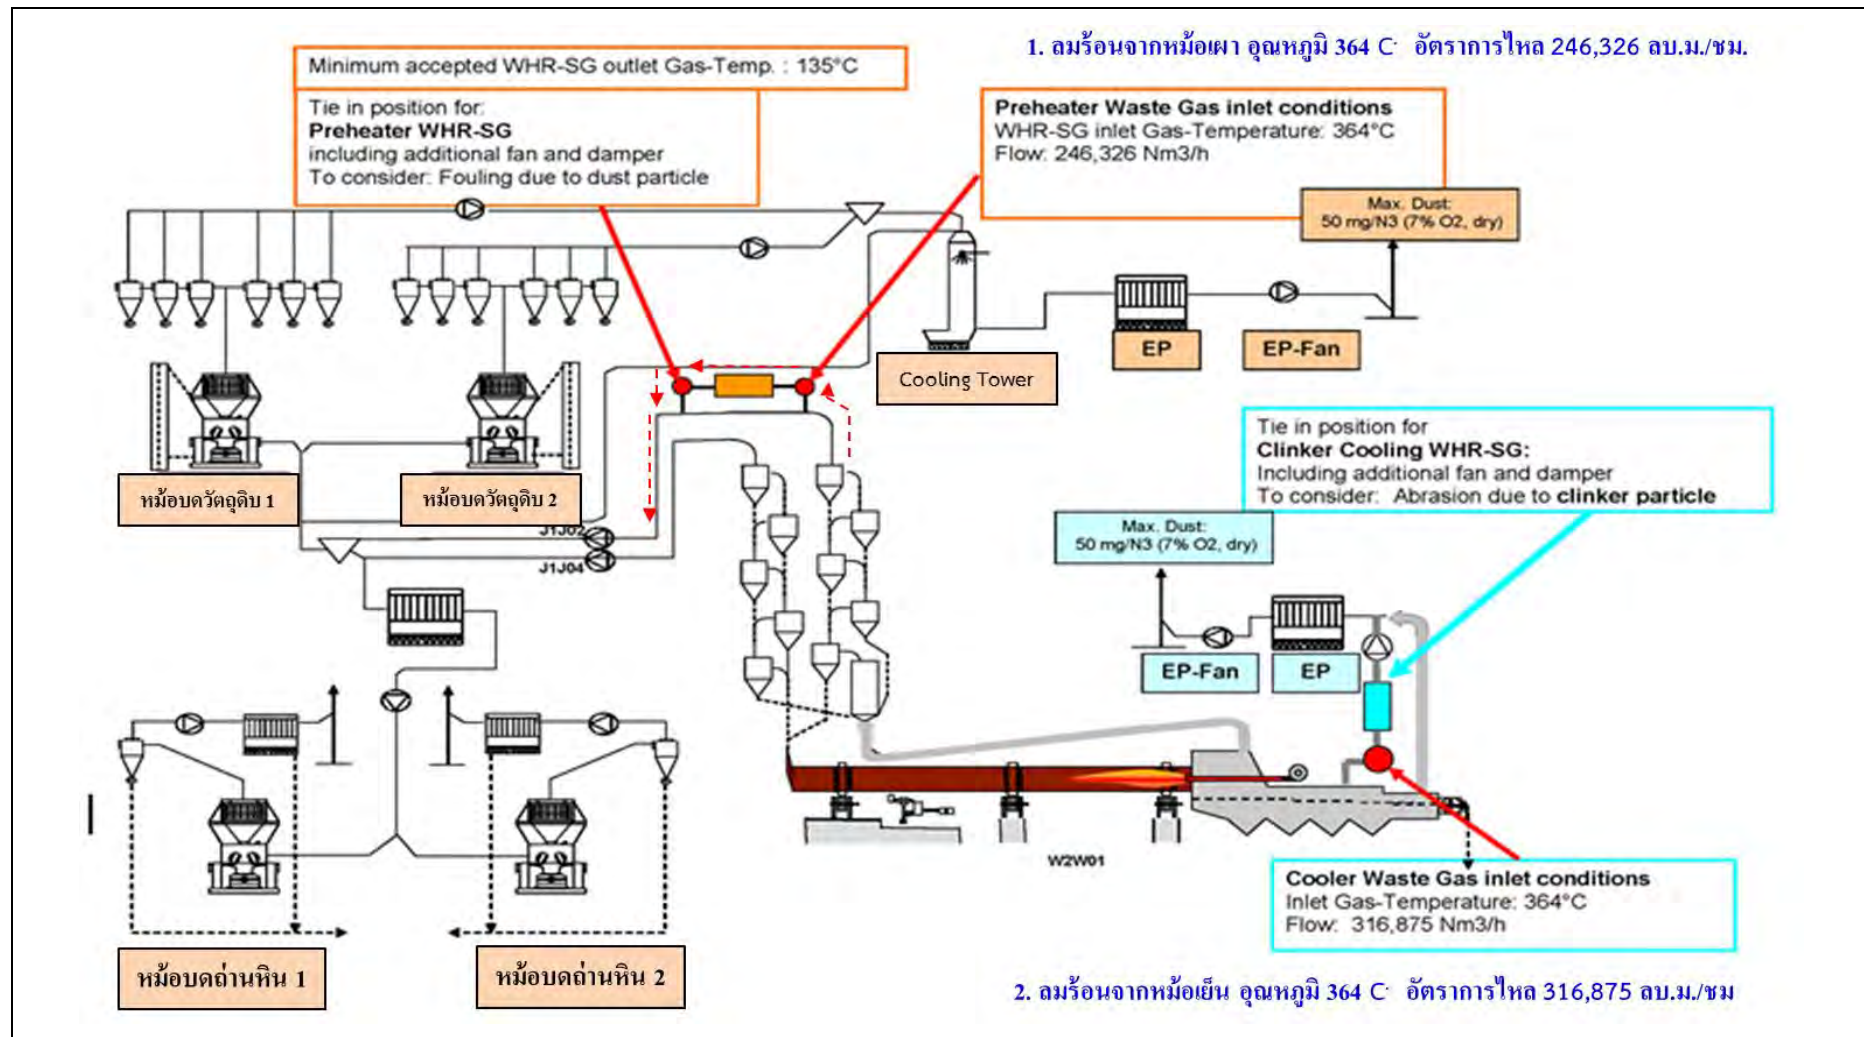 1. ลมร้อนจากหม้อเผา อุณหภูมิ 364 C อัตราการไหล 246,326 ลบ.ม./ชม.
Minimum accepted WHR-SG outlet Gas-Temp. : 135°C
Tie in position for:
Preheater WHR-SG
including additional fan and damper
To consider: Fouling due to dust particle
Preheater Waste Gas inlet conditions
WHR-SG inlet Gas-Temperature: 364°C
Flow: 246,326 Nm3/h
Max. Dust:
50 mg/N3 (7% O2, dry)
EP
EP-Fan
Cooling Tower
หม้อบดวัตถุดิบ 1
หม้อบดวัตถุดิบ 2
J1J02
J1J04
Tie in position for
Clinker Cooling WHR-SG:
Including additional fan and damper
To consider: Abrasion due to clinker particle
Max. Dust:
50 mg/N3 (7% O2, dry)
EP-Fan
EP
W2W01
Cooler Waste Gas inlet conditions
Inlet Gas-Temperature: 364°C
Flow: 316,875 Nm3/h
หม้อบดถ่านหิน 1
หม้อบดถ่านหิน 2
2. ลมร้อนจากหม้อเย็น อุณหภูมิ 364 C อัตราการไหล 316,875 ลบ.ม./ชม